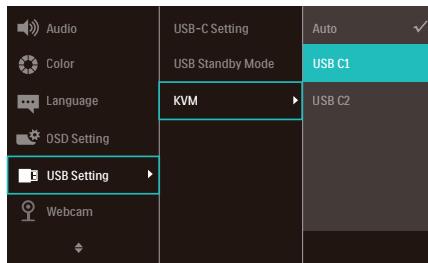 Audio
Color
Language
OSD Setting
USB Setting
Webcam
USB-C Setting
USB Standby Mode
KVM
Auto
USB C1
USB C2